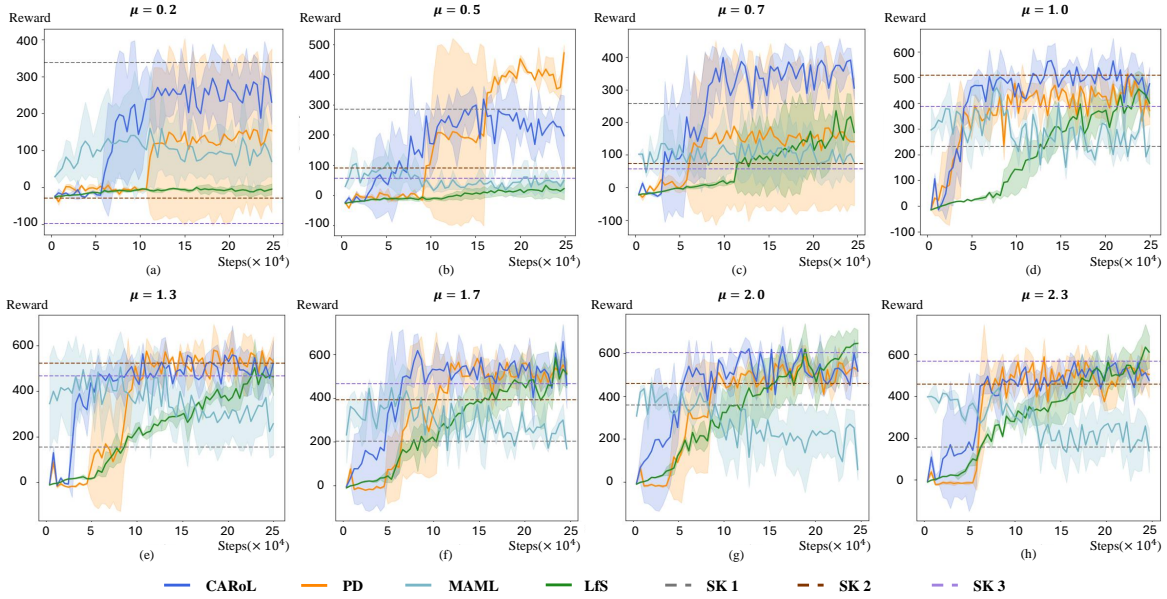 μ = 0.2
μ = 0.5
μ = 0.7
μ = 1.0
Reward
Reward
Reward
Reward
400
300
200
100
0
-100
500
400
300
200
100
0
-100
400
300
200
100
0
-100
600
500
400
300
200
100
0
-100
0 5 10 15 20 25
0 5 10 15 20 25
0 5 10 15 20 25
0 5 10 15 20 25
Steps(× 10⁴)
Steps(× 10⁴)
Steps(× 10⁴)
Steps(× 10⁴)
(a)
(b)
(c)
(d)
μ = 1.3
μ = 1.7
μ = 2.0
μ = 2.3
Reward
Reward
Reward
Reward
600
400
200
0
600
400
200
0
600
400
200
0
600
400
200
0
0 5 10 15 20 25
0 5 10 15 20 25
0 5 10 15 20 25
0 5 10 15 20 25
Steps(× 10⁴)
Steps(× 10⁴)
Steps(× 10⁴)
Steps(× 10⁴)
(e)
(f)
(g)
(h)
CARoL PD MAML LfS SK 1 SK 2 SK 3